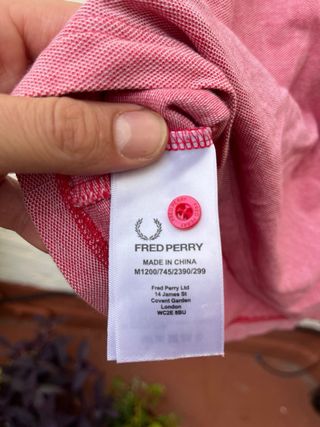 FRED PERRY
MADE IN CHINA
M1200/745/2390/299
Fred Perry Ltd
14 James St
Covent Garden
London
WC2E 8BU